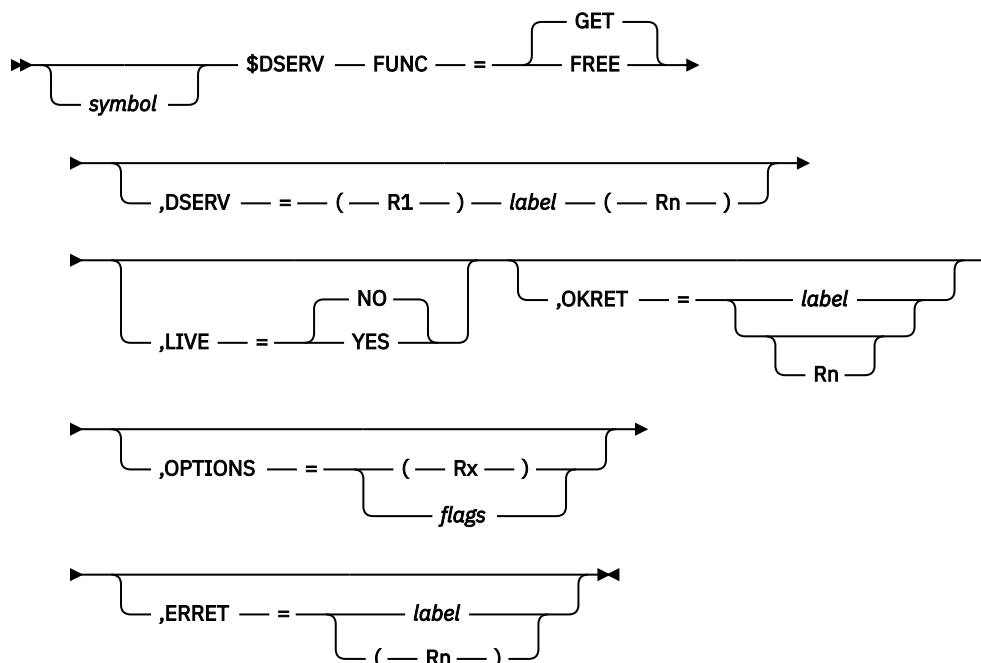 GET
$DSERV FUNC = FREE
symbol
,DSERV = ( R1 ) label ( Rn )
NO
,OKRET = label
,LIVE = YES
Rn
,OPTIONS = ( Rx )
flags
,ERRET = label
( Rn )